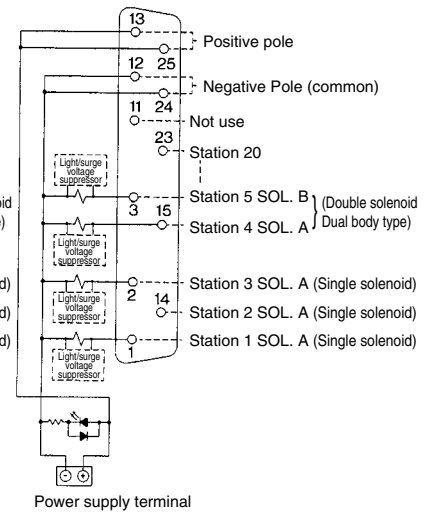 13
Positive pole
12 25
Negative Pole (common)
24
11 Not use
23
Station 20
Light/surge
voltage
suppressor
oid
e)
Station 5 SOL. B
3 15
Station 4 SOL. A
(Double solenoid
Dual body type)
Light/surge
voltage
suppressor
d)
Station 3 SOL. A (Single solenoid)
2 14
Light/surge
voltage
suppressor
d)
Station 2 SOL. A (Single solenoid)
d)
Station 1 SOL. A (Single solenoid)
1
Light/surge
voltage
suppressor
- +
Power supply terminal